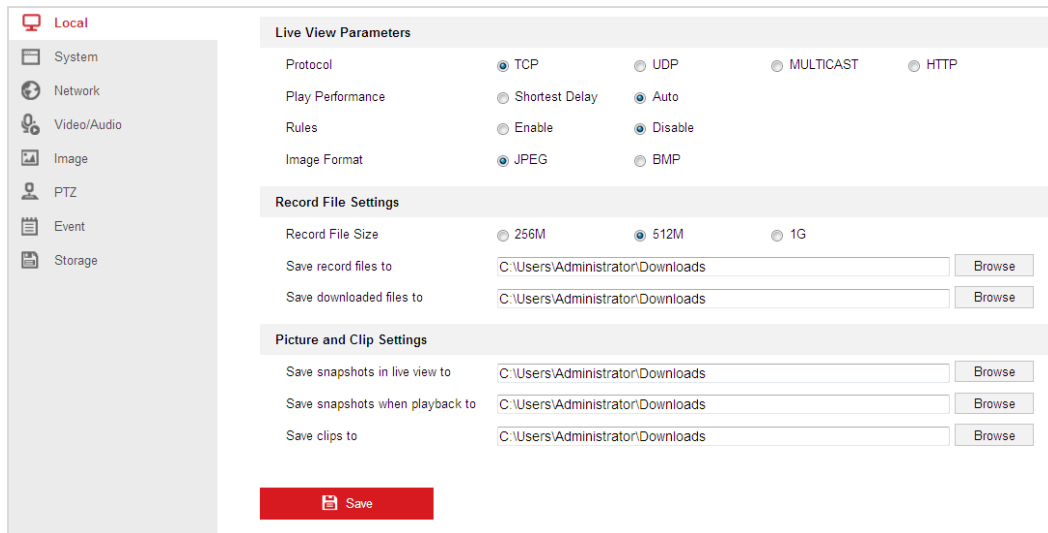 Local
System
Network
Video/Audio
Image
PTZ
Event
Storage
Live View Parameters
Protocol TCP UDP MULTICAST HTTP
Play Performance Shortest Delay Auto
Rules Enable Disable
Image Format JPEG BMP
Record File Settings
Record File Size 256M 512M 1G
Save record files to C:\Users\Administrator\Downloads Browse
Save downloaded files to C:\Users\Administrator\Downloads Browse
Picture and Clip Settings
Save snapshots in live view to C:\Users\Administrator\Downloads Browse
Save snapshots when playback to C:\Users\Administrator\Downloads Browse
Save clips to C:\Users\Administrator\Downloads Browse
Save